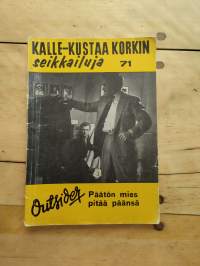 KALLE-KUSTAA KORKIN
seikkailuja 71
Outsider
Päätön mies
pitää päänsä